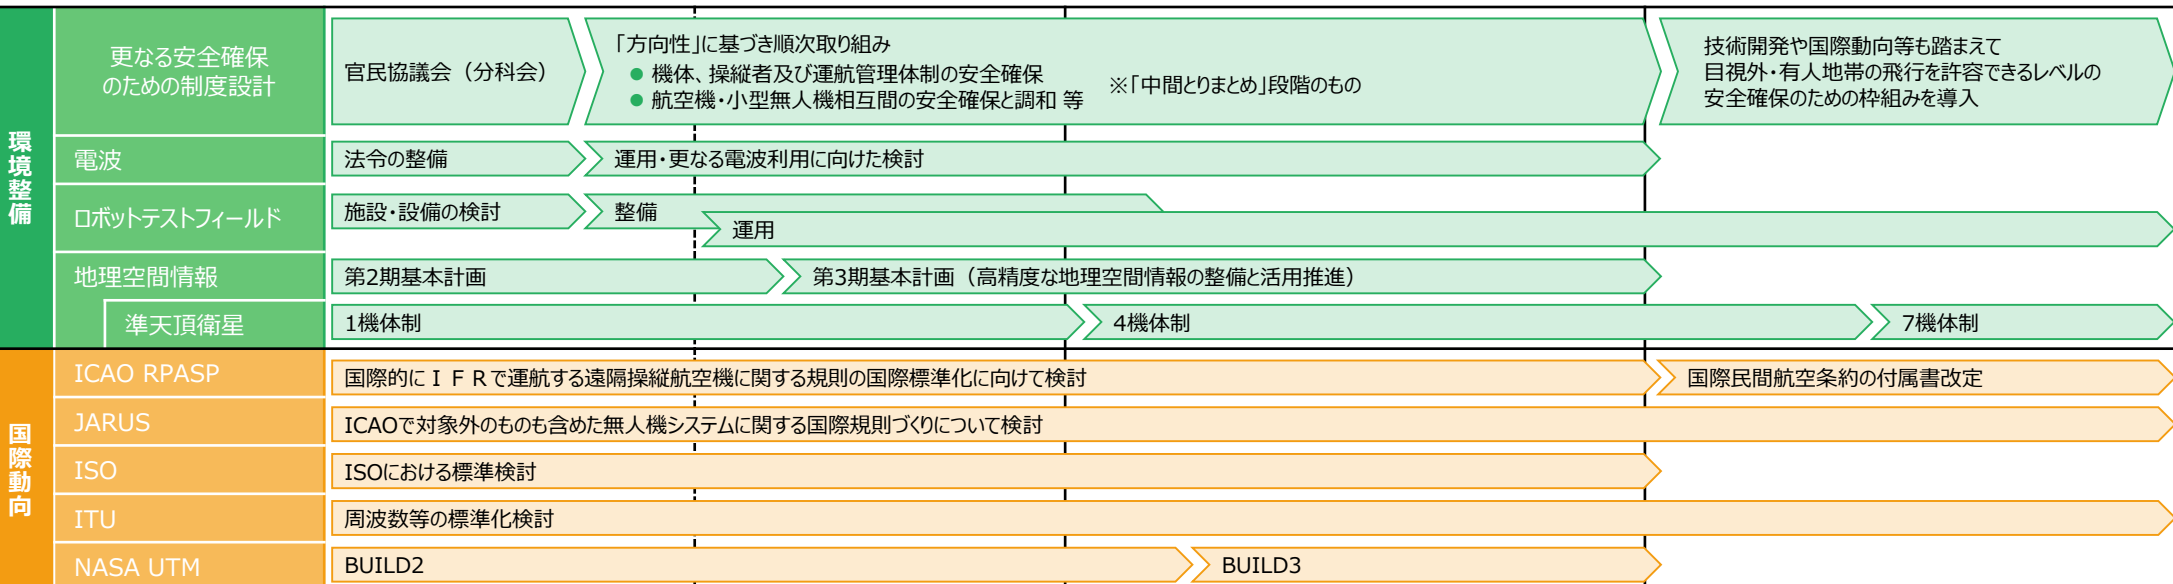 環境整備
更なる安全確保
のための制度設計
官民協議会（分科会）
「方向性」に基づき順次取り組み
● 機体、操縦者及び運航管理体制の安全確保
● 航空機・小型無人機相互間の安全確保と調和 等
※「中間とりまとめ」段階のもの
技術開発や国際動向等も踏まえて
目視外・有人地帯の飛行を許容できるレベルの
安全確保のための枠組みを導入
電波
法令の整備
運用・更なる電波利用に向けた検討
ロボットテストフィールド
施設・設備の検討
整備
運用
地理空間情報
第2期基本計画
第3期基本計画（高精度な地理空間情報の整備と活用推進）
準天頂衛星
1機体制
4機体制
7機体制
国際動向
ICAO RPASP
国際的にＩＦＲで運航する遠隔操縦航空機に関する規則の国際標準化に向けて検討
国際民間航空条約の付属書改定
JARUS
ICAOで対象外のものも含めた無人機システムに関する国際規則づくりについて検討
ISO
ISOにおける標準検討
ITU
周波数等の標準化検討
NASA UTM
BUILD2
BUILD3